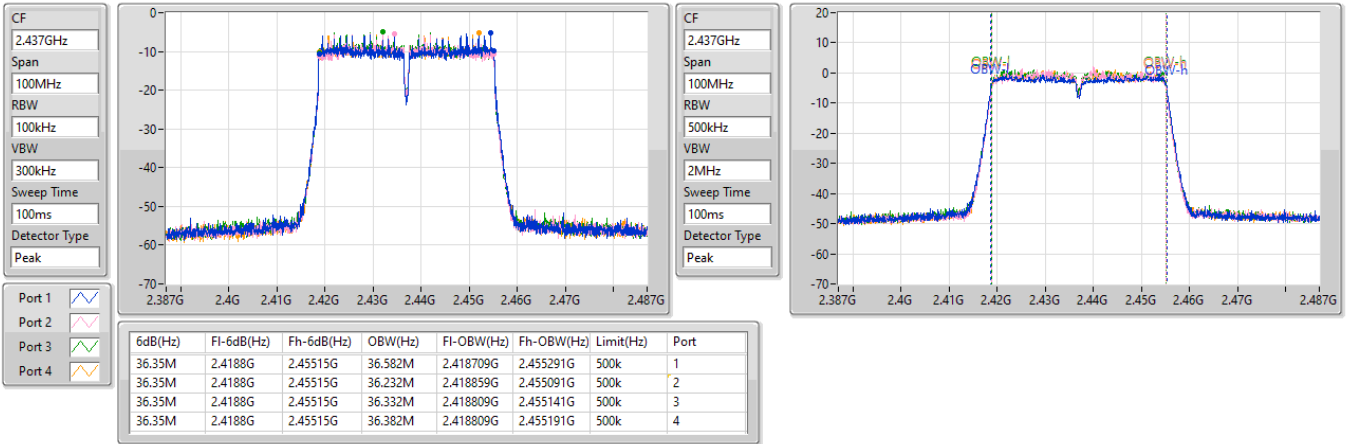 CF
2.437GHz
Span
100MHz
RBW
100kHz
VBW
300kHz
Sweep Time
100ms
Detector Type
Peak
0
-10
-20
-30
-40
-50
-60
-70
2.387G 2.4G 2.41G 2.42G 2.43G 2.44G 2.45G 2.46G 2.47G 2.487G
CF
2.437GHz
Span
100MHz
RBW
500kHz
VBW
2MHz
Sweep Time
100ms
Detector Type
Peak
20
10
0
-10
-20
-30
-40
-50
-60
-70
OBW-l OBW-h
OBW-l OBW-h
2.387G 2.4G 2.41G 2.42G 2.43G 2.44G 2.45G 2.46G 2.47G 2.487G
Port 1
Port 2
Port 3
Port 4
6dB(Hz) Fl-6dB(Hz) Fh-6dB(Hz) OBW(Hz) Fl-OBW(Hz) Fh-OBW(Hz) Limit(Hz) Port
36.35M 2.4188G 2.45515G 36.582M 2.418709G 2.455291G 500k 1
36.35M 2.4188G 2.45515G 36.232M 2.418859G 2.455091G 500k 2
36.35M 2.4188G 2.45515G 36.332M 2.418809G 2.455141G 500k 3
36.35M 2.4188G 2.45515G 36.382M 2.418809G 2.455191G 500k 4